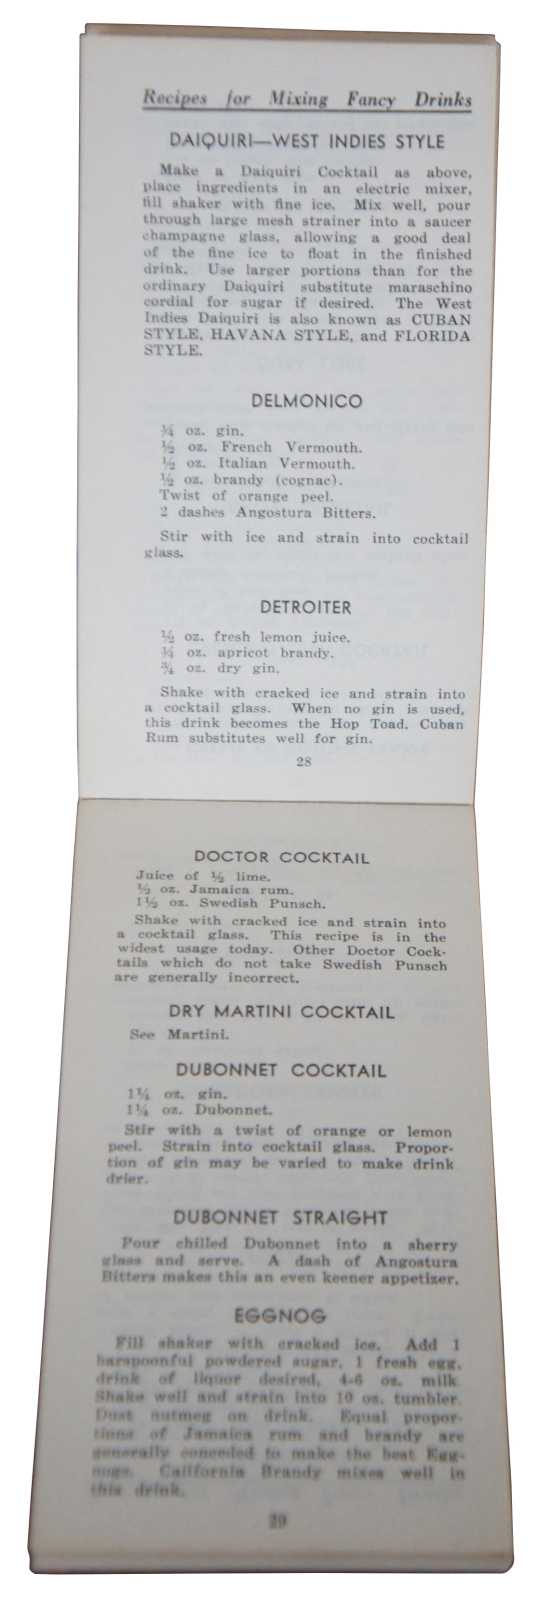 Recipes for Mixing Fancy Drinks
DAIQUIRI—WEST INDIES STYLE
Make a Daiquiri Cocktail as above,
place ingredients in an electric mixer,
fill shaker with fine ice. Mix well, pour
through large mesh strainer into a saucer
champagne glass, allowing a good deal
of the fine ice to float in the finished
drink. Use larger portions than for the
ordinary Daiquiri substitute maraschino
cordial for sugar if desired. The West
Indies Daiquiri is also known as CUBAN
STYLE, HAVANA STYLE, and FLORIDA
STYLE.
DELMONICO
¾ oz. gin.
½ oz. French Vermouth.
½ oz. Italian Vermouth.
½ oz. brandy (cognac).
Twist of orange peel.
2 dashes Angostura Bitters.
Stir with ice and strain into cocktail
glass.
DETROITER
½ oz. fresh lemon juice.
¾ oz. apricot brandy.
¾ oz. dry gin.
Shake with cracked ice and strain into
a cocktail glass. When no gin is used,
this drink becomes the Hop Toad. Cuban
Rum substitutes well for gin.
28
DOCTOR COCKTAIL
Juice of ½ lime.
½ oz. Jamaica rum.
1½ oz. Swedish Punsch.
Shake with cracked ice and strain into
a cocktail glass. This recipe is in the
widest usage today. Other Doctor Cock-
tails which do not take Swedish Punsch
are generally incorrect.
DRY MARTINI COCKTAIL
See Martini.
DUBONNET COCKTAIL
1¼ oz. gin.
1¼ oz. Dubonnet.
Stir with a twist of orange or lemon
peel. Strain into cocktail glass. Propor-
tion of gin may be varied to make drink
drier.
DUBONNET STRAIGHT
Pour chilled Dubonnet into a sherry
glass and serve. A dash of Angostura
Bitters makes this an even keener appetizer.
EGGNOG
Fill shaker with cracked ice. Add 1
barspoonful powdered sugar, 1 fresh egg,
drink of liquor desired, 4-6 oz. milk.
Shake well and strain into 10 oz. tumbler.
Dust nutmeg on drink. Equal propor-
tions of Jamaica rum and brandy are
generally conceded to make the best Egg-
nogs. California Brandy mixes well in
this drink.
29